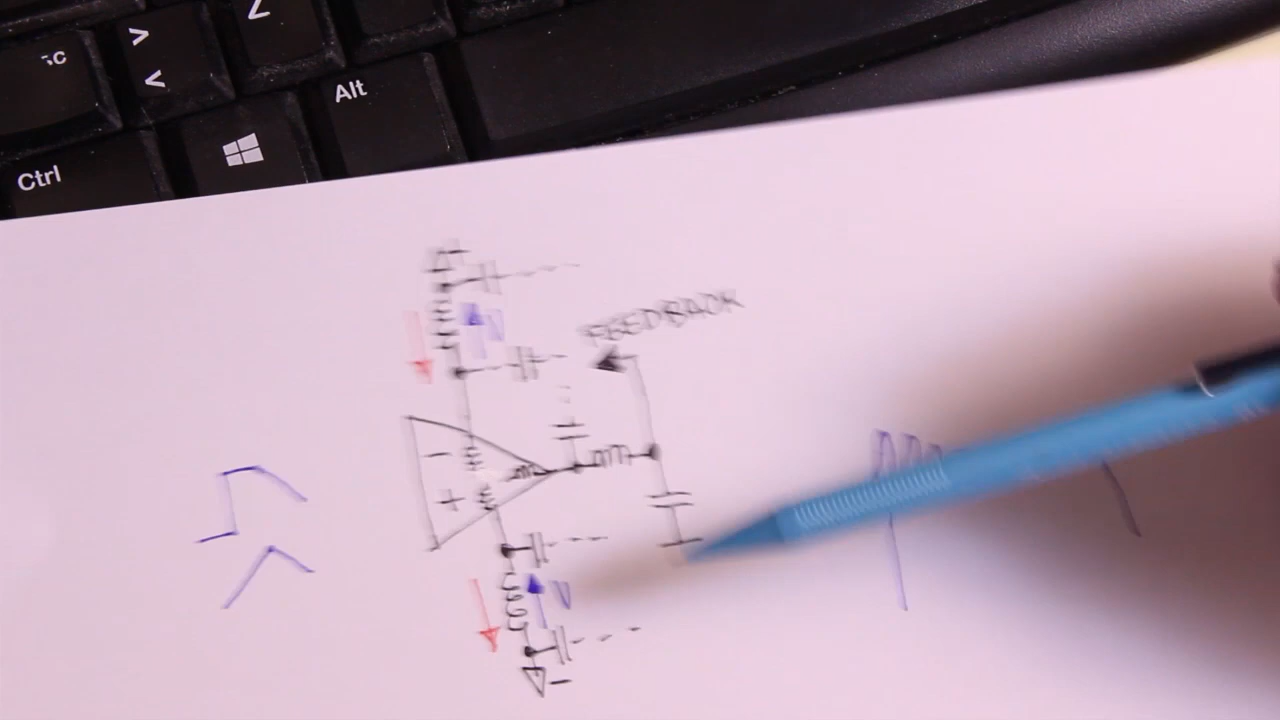 >
<
Alt
Ctrl
+
FEEDBACK
V
-
+
V
-